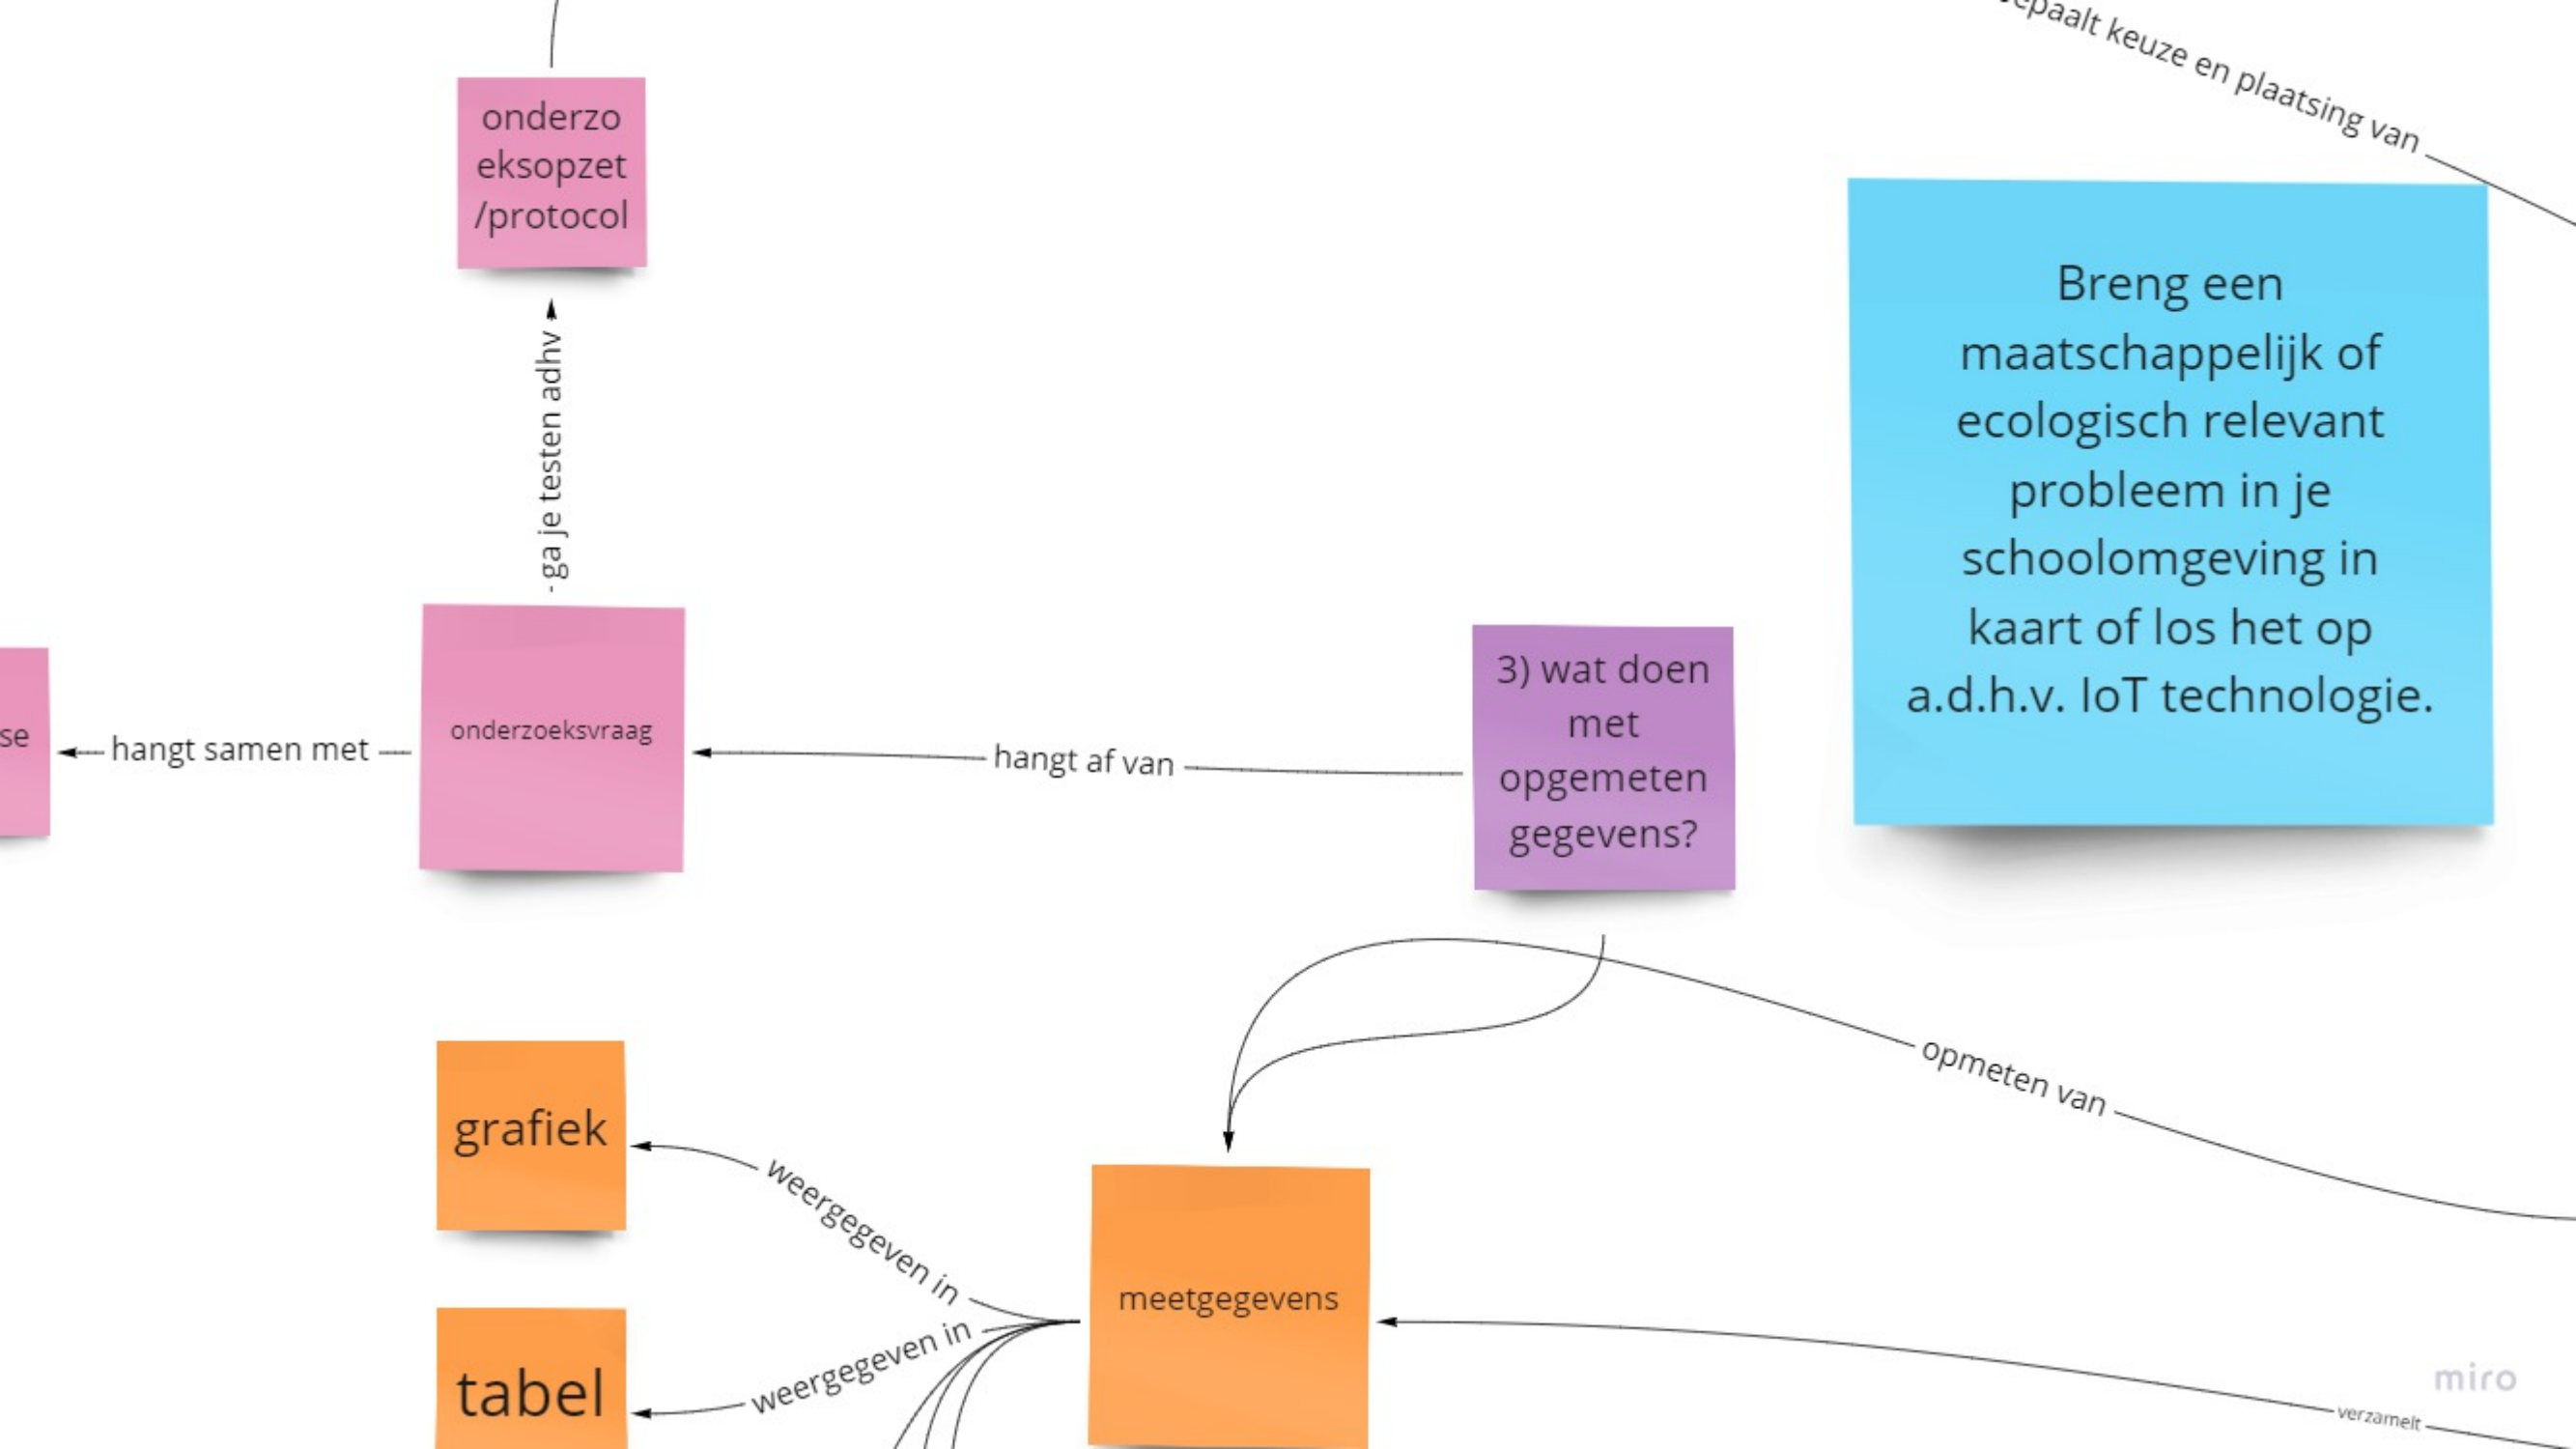 epaalt keuze en plaatsing van
onderzo
eksopzet
/protocol
ga je testen adhv
Breng een
maatschappelijk of
ecologisch relevant
probleem in je
schoolomgeving in
kaart of los het op
a.d.h.v. IoT technologie.
se
hangt samen met
onderzoeksvraag
hangt af van
3) wat doen
met
opgemeten
gegevens?
opmeten van
grafiek
weergegeven in
meetgegevens
tabel
weergegeven in
verzamelt
miro